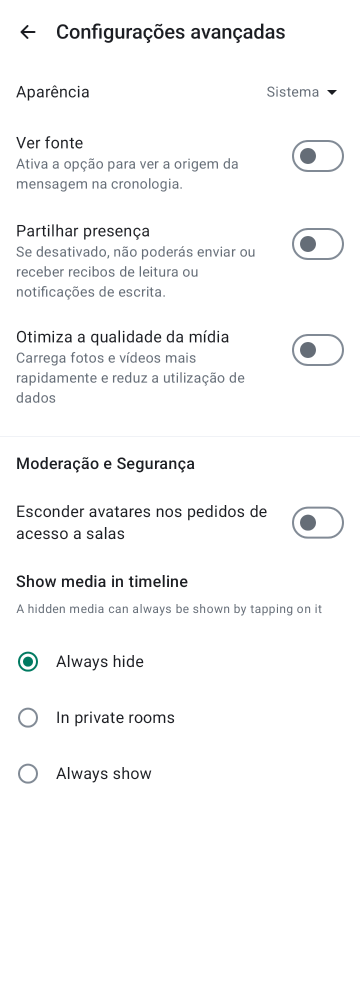 Configurações avançadas
Aparência
Sistema
Ver fonte
Ativa a opção para ver a origem da
mensagem na cronologia.
Partilhar presença
Se desativado, não poderás enviar ou
receber recibos de leitura ou
notificações de escrita.
Otimiza a qualidade da mídia
Carrega fotos e vídeos mais
rapidamente e reduz a utilização de
dados
Moderação e Segurança
Esconder avatares nos pedidos de
acesso a salas
Show media in timeline
A hidden media can always be shown by tapping on it
Always hide
In private rooms
Always show